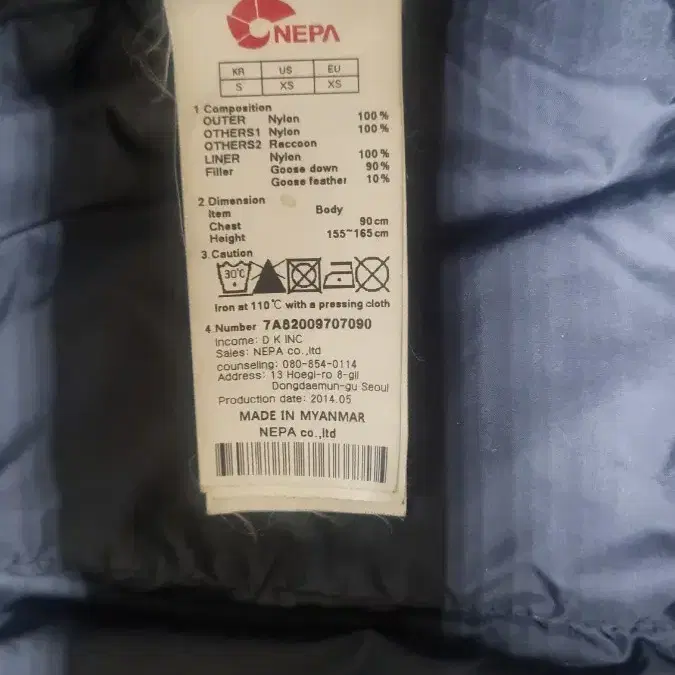 NEPA
KR US EU
S XS XS
1.Composition
OUTER Nylon 100%
OTHERS1 Nylon 100%
OTHERS2 Raccoon
LINER Nylon 100%
Filler Goose down 90%
Goose feather 10%
2.Dimension
Item Body
Chest 90cm
Height 155~165cm
3.Caution
30℃
Iron at 110℃ with a pressing cloth
4.Number 7A82009707090
Income: D K INC
Sales: NEPA co.,ltd
counseling: 080-854-0114
Address: 13 Hoegi-ro 8-gil
Dongdaemun-gu Seoul
Production date: 2014.05
MADE IN MYANMAR
NEPA co.,ltd